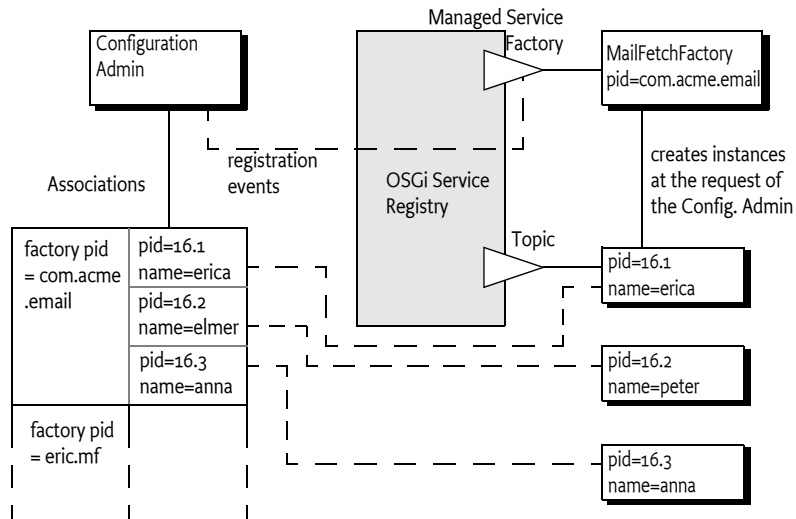 Managed Service
Factory
Configuration
Admin
MailFetchFactory
pid=com.acme.email
registration
events
creates instances
at the request of
the Config. Admin
Associations
OSGi Service
Registry
Topic
factory pid
= com.acme
.email
pid=16.1
name=erica
pid=16.2
name=elmer
pid=16.3
name=anna
pid=16.1
name=erica
pid=16.2
name=peter
factory pid
= eric.mf
pid=16.3
name=anna